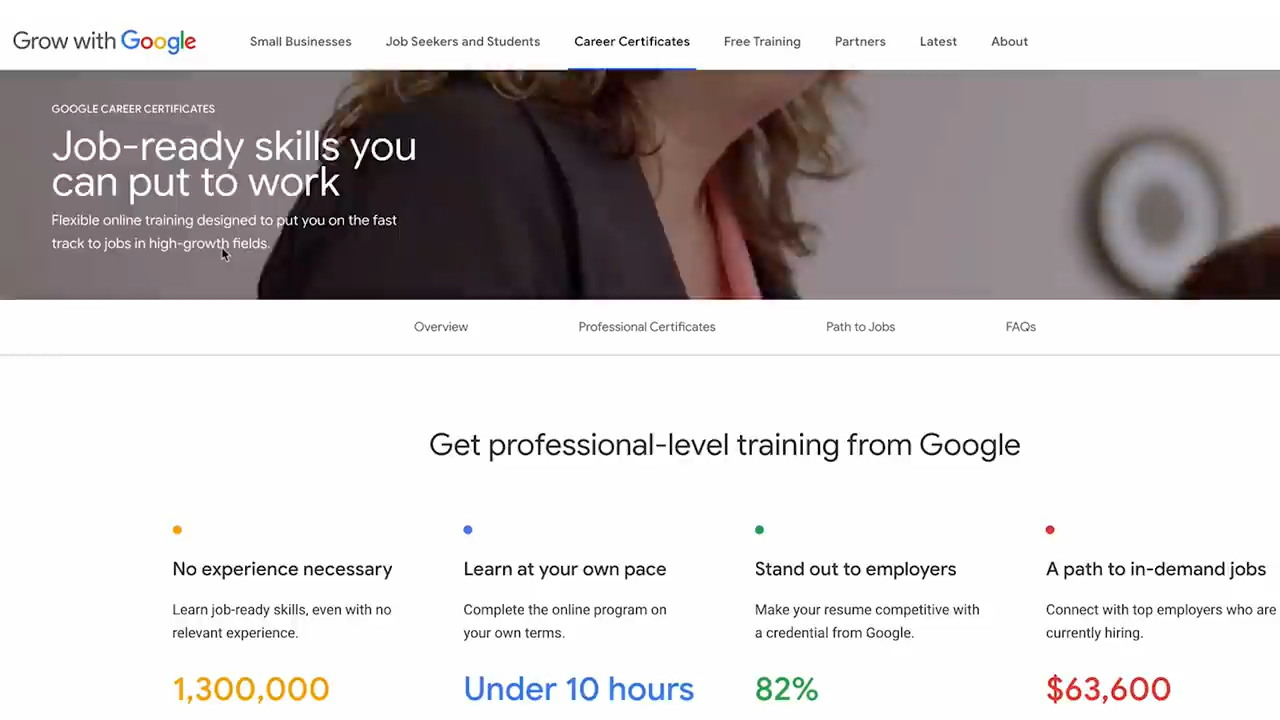 Grow with Google
Small Businesses
Job Seekers and Students
Career Certificates
Free Training
Partners
Latest
About
GOOGLE CAREER CERTIFICATES
Job-ready skills you
can put to work
Flexible online training designed to put you on the fast
track to jobs in high-growth fields.
Overview
Professional Certificates
Path to Jobs
FAQs
Get professional-level training from Google
No experience necessary
Learn job-ready skills, even with no
relevant experience.
1,300,000
Learn at your own pace
Complete the online program on
your own terms.
Under 10 hours
Stand out to employers
Make your resume competitive with
a credential from Google.
82%
A path to in-demand jobs
Connect with top employers who are
currently hiring.
$63,600